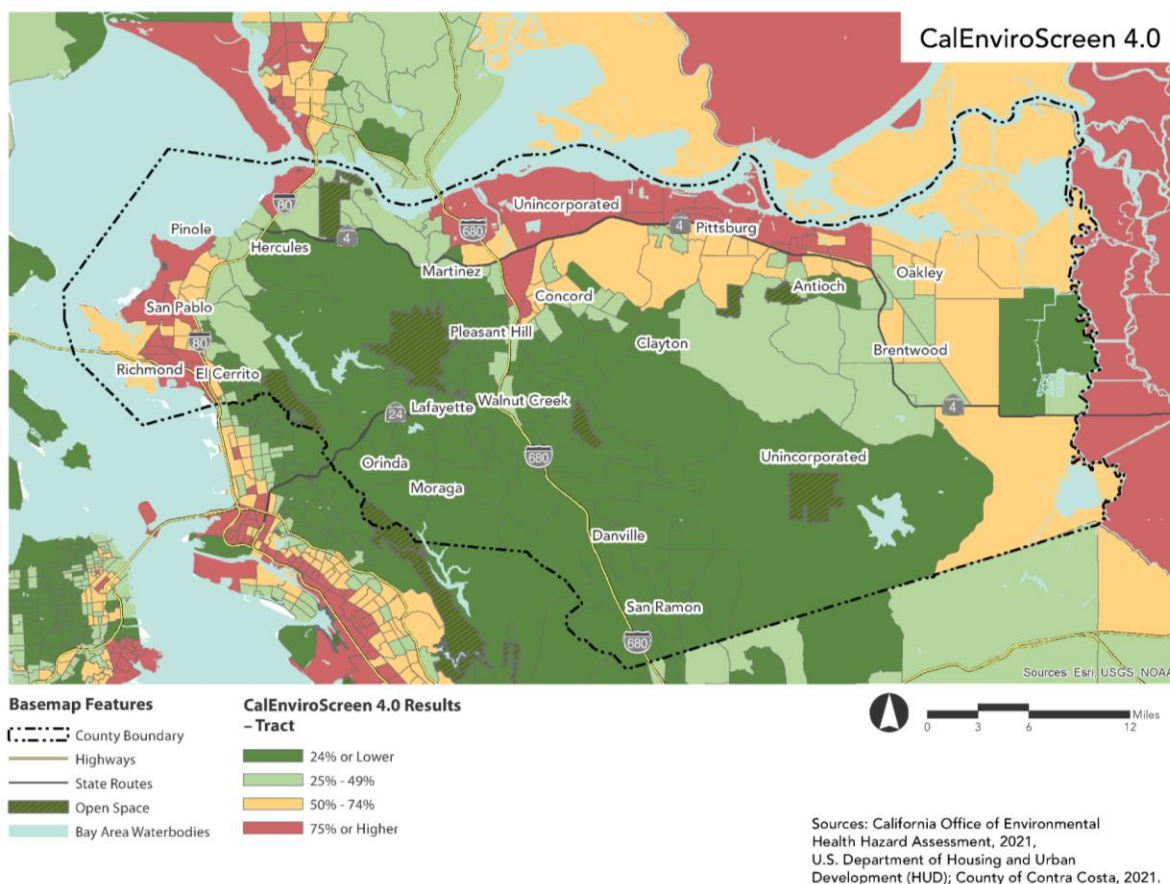 CalEnviroScreen 4.0
80
Unincorporated
Pinole
Hercules
4
680
4
Pittsburg
Martinez
Oakley
San Pablo
Concord
Antioch
80
Pleasant Hill
Clayton
Brentwood
Richmond
El Cerrito
24
Lafayette
Walnut Creek
4
Orinda
680
Unincorporated
Moraga
Danville
San Ramon
680
Sources: Esri, USGS, NOAA
Basemap Features
County Boundary
Highways
State Routes
Open Space
Bay Area Waterbodies
CalEnviroScreen 4.0 Results
– Tract
24% or Lower
25% - 49%
50% - 74%
75% or Higher
Miles
0 3 6 12
Sources: California Office of Environmental
Health Hazard Assessment, 2021,
U.S. Department of Housing and Urban
Development (HUD); County of Contra Costa, 2021.